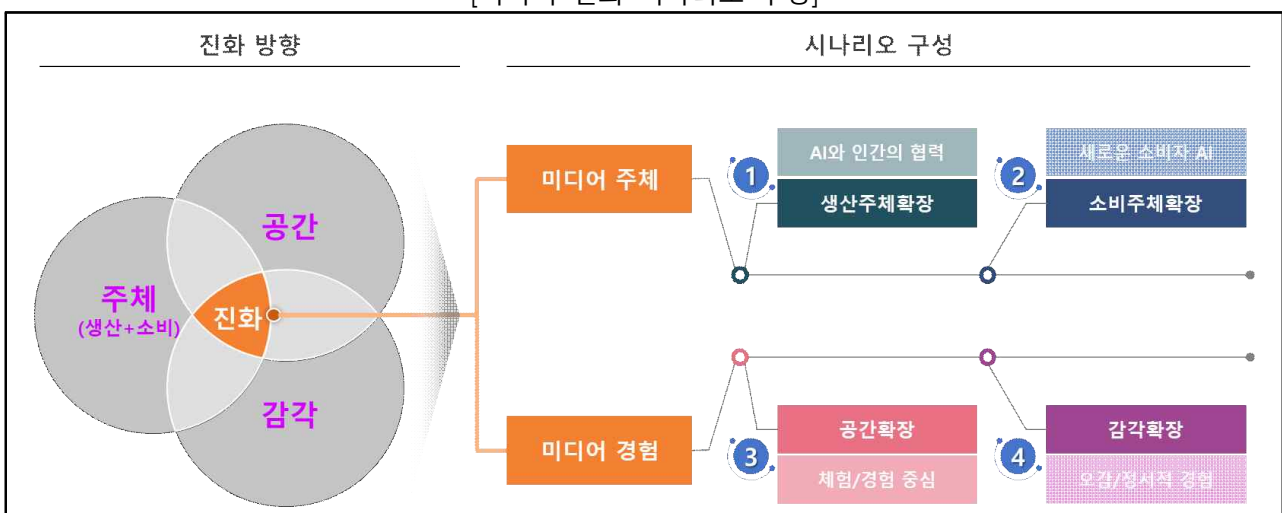 진화 방향
시나리오 구성
공간
주체
(생산+소비)
진화
감각
미디어 주체
미디어 경험
1
AI와 인간의 협력
생산주체확장
2
새로운 소비자 AI
소비주체확장
3
공간확장
체험/경험 중심
4
감각확장
오감/정서적 경험